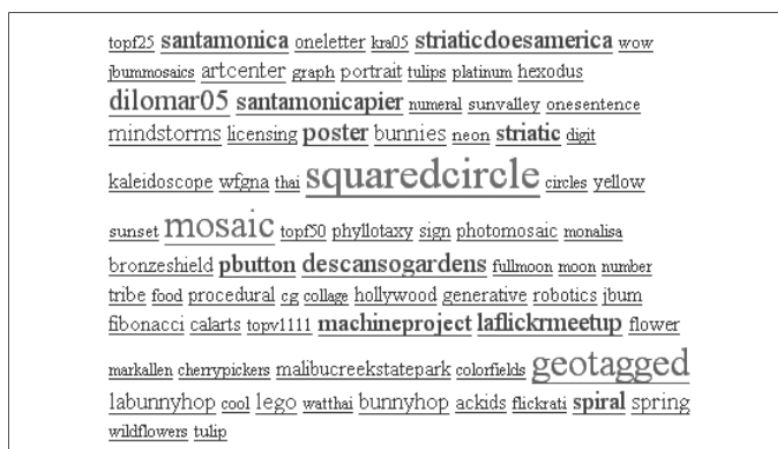 topf25 santamonica oneletter kra05 striaticdoesamerica wow
jbummosaics artcenter graph portrait tulips platinum hexodus
dilomar05 santamonicapier numeral sunvalley onesentence
mindstorms licensing poster bunnies neon striatic digit
kaleidoscope wfgna thai squaredcircle circles yellow
sunset mosaic topf50 phyllotaxy sign photomosaic monalisa
bronzeshield pbutton descansogardens fullmoon moon number
tribe food procedural cg collage hollywood generative robotics jbum
fibonacci calarts topv1111 machineproject laflickrmeetup flower
markallen cherrypickers malibucreekstatepark colorfields geotagged
labunnyhop cool lego watthai bunnyhop ackids flickrati spiral spring
wildflowers tulip